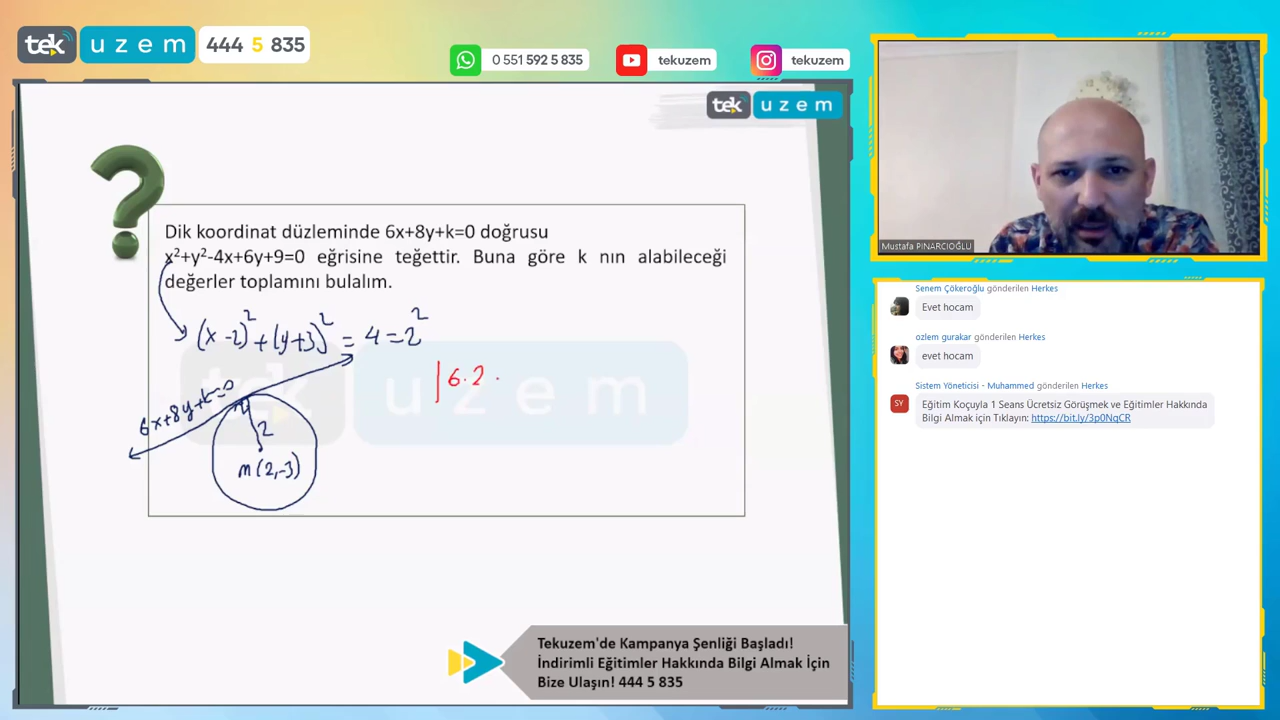 tek uzem 444 5 835
0 551 592 5 835 tekuzem tekuzem
tek uzem
Dik koordinat düzleminde 6x+8y+k=0 doğrusu
x²+y²-4x+6y+9=0 eğrisine teğettir. Buna göre k nın alabileceği
değerler toplamını bulalım.
(x-2)²+(y+3)²=4=2²
|6.2.
6x+8y+k=0
2
m(2,-3)
uzem
Tekuzem'de Kampanya Şenliği Başladı!
İndirimli Eğitimler Hakkında Bilgi Almak İçin
Bize Ulaşın! 444 5 835
Mustafa PINARCIOĞLU
Senem Çökeroğlu gönderilen Herkes
Evet hocam
ozlem gurakar gönderilen Herkes
evet hocam
Sistem Yöneticisi - Muhammed gönderilen Herkes
SY
Eğitim Koçuyla 1 Seans Ücretsiz Görüşmek ve Eğitimler Hakkında
Bilgi Almak için Tıklayın: https://bit.ly/3p0NqCR